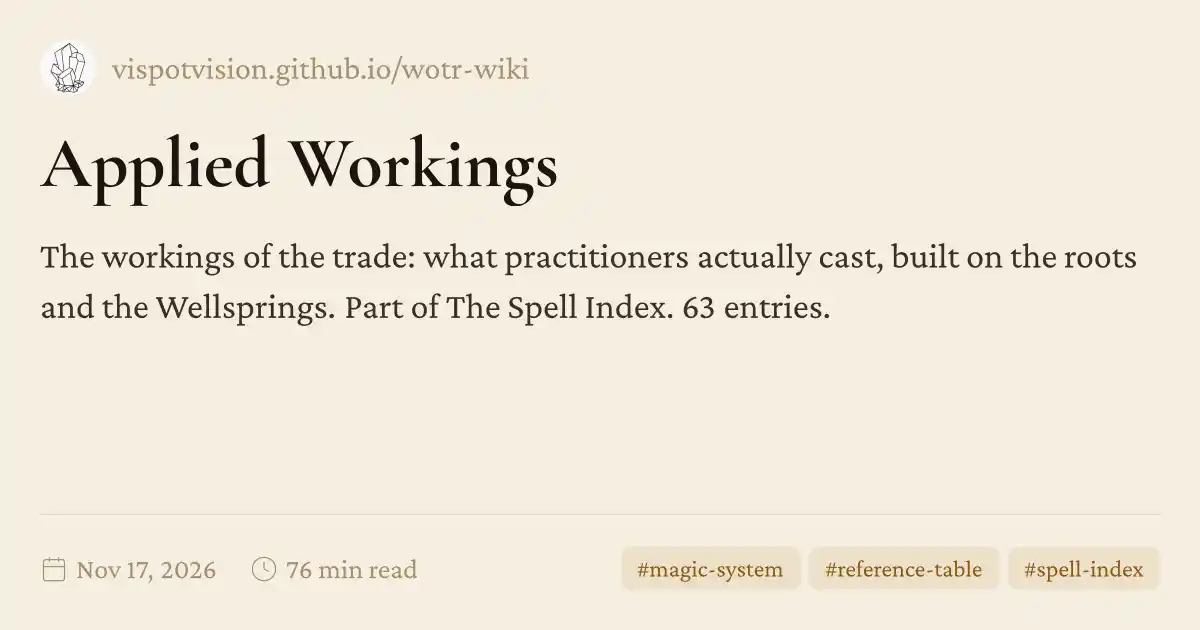 vispotvision.github.io/wotr-wiki
Applied Workings
The workings of the trade: what practitioners actually cast, built on the roots
and the Wellsprings. Part of The Spell Index. 63 entries.
Nov 17, 2026 76 min read #magic-system #reference-table #spell-index